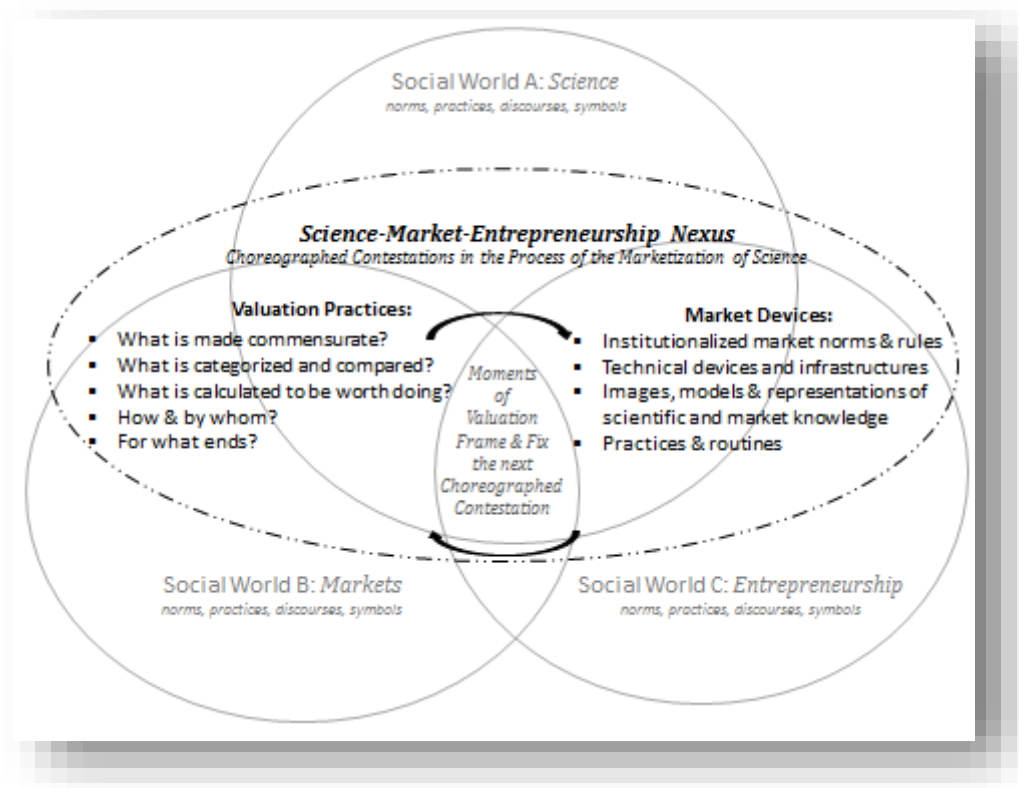 Social World A: Science
norms, practices, discourses, symbols
Science-Market-Entrepreneurship Nexus
Choreographed Contestations in the Process of the Marketization of Science
Valuation Practices:
▪ What is made commensurate?
▪ What is categorized and compared?
▪ What is calculated to be worth doing?
▪ How & by whom?
▪ For what ends?
Moments
of
Valuation
Frame & Fix
the next
Choreographed
Contestation
Market Devices:
▪ Institutionalized market norms & rules
▪ Technical devices and infrastructures
▪ Images, models & representations of
scientific and market knowledge
▪ Practices & routines
Social World B: Markets
norms, practices, discourses, symbols
Social World C: Entrepreneurship
norms, practices, discourses, symbols